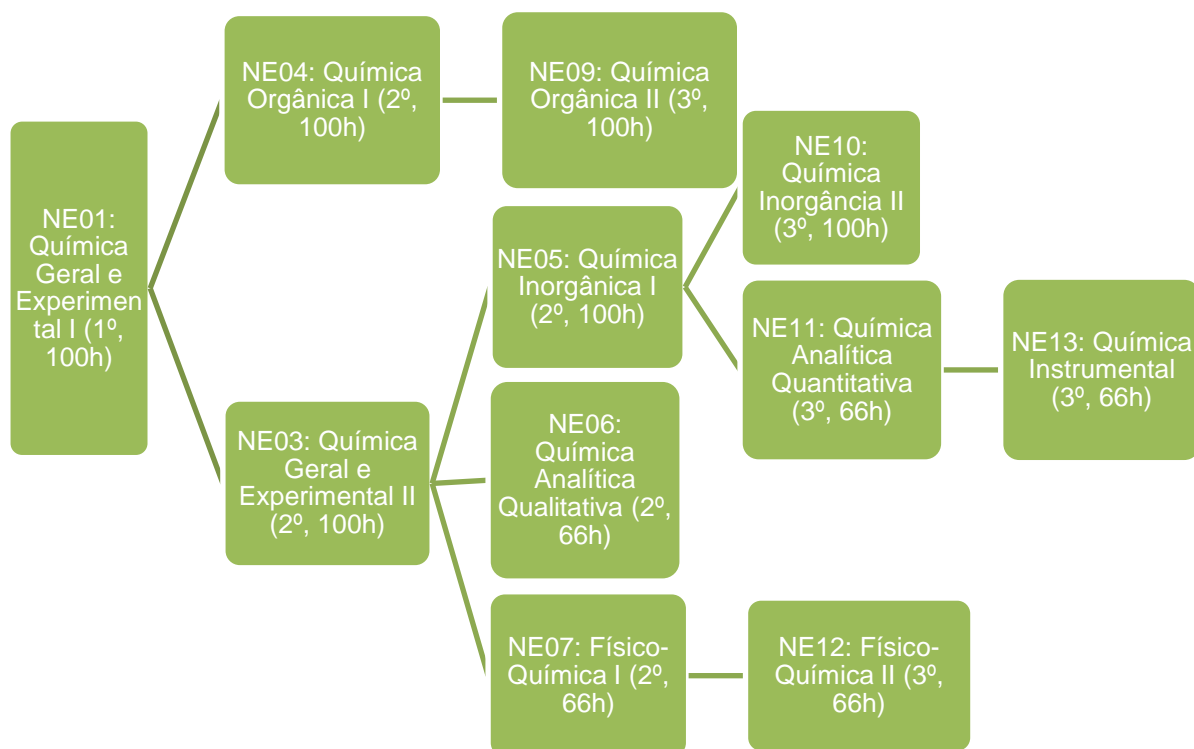 NE01:
Química
Geral e
Experimen
tal I (1º,
100h)
NE04: Química
Orgânica I (2º,
100h)
NE09: Química
Orgânica II (3º,
100h)
NE03: Química
Geral e
Experimental II
(2º, 100h)
NE05: Química
Inorgânica I
(2º, 100h)
NE10:
Química
Inorgância II
(3º, 100h)
NE11: Química
Analítica
Quantitativa
(3º, 66h)
NE13: Química
Instrumental
(3º, 66h)
NE06:
Química
Analítica
Qualitativa (2º,
66h)
NE07: Físico-
Química I (2º,
66h)
NE12: Físico-
Química II (3º,
66h)